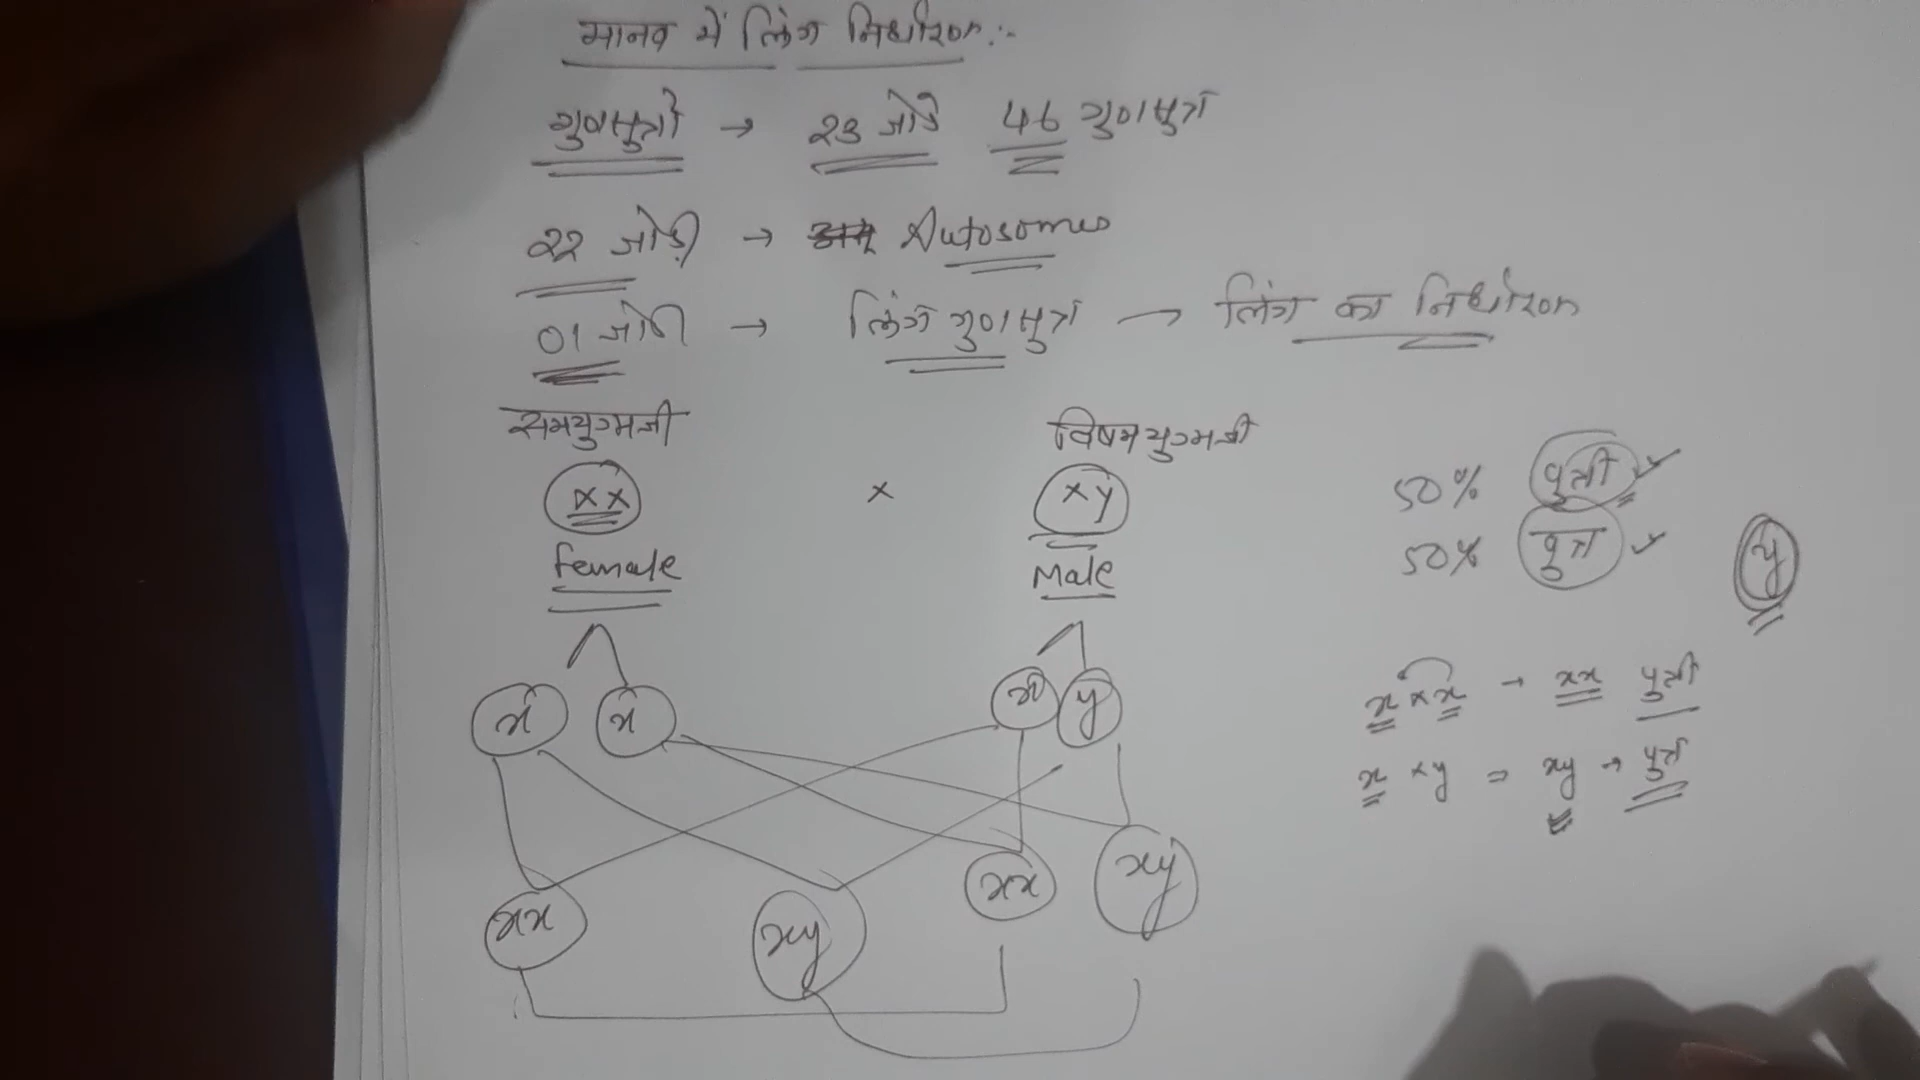 मानव में लिंग निर्धारण :-
गुणसुत्रो → 23 जोडे 46 गुणसुत्र
22 जोड़ी → Autosomes
01 जोडी → लिंग गुणसुत्र → लिंग का निर्धारण
समयुग्मजी विषमयुग्मजी
xx × xy
female Male
50% पुत्री ✓
50% पुत्र ✓
y
x x x y
x × x → xx पुत्री
x × y = xy → पुत्र
xx xy xx xy